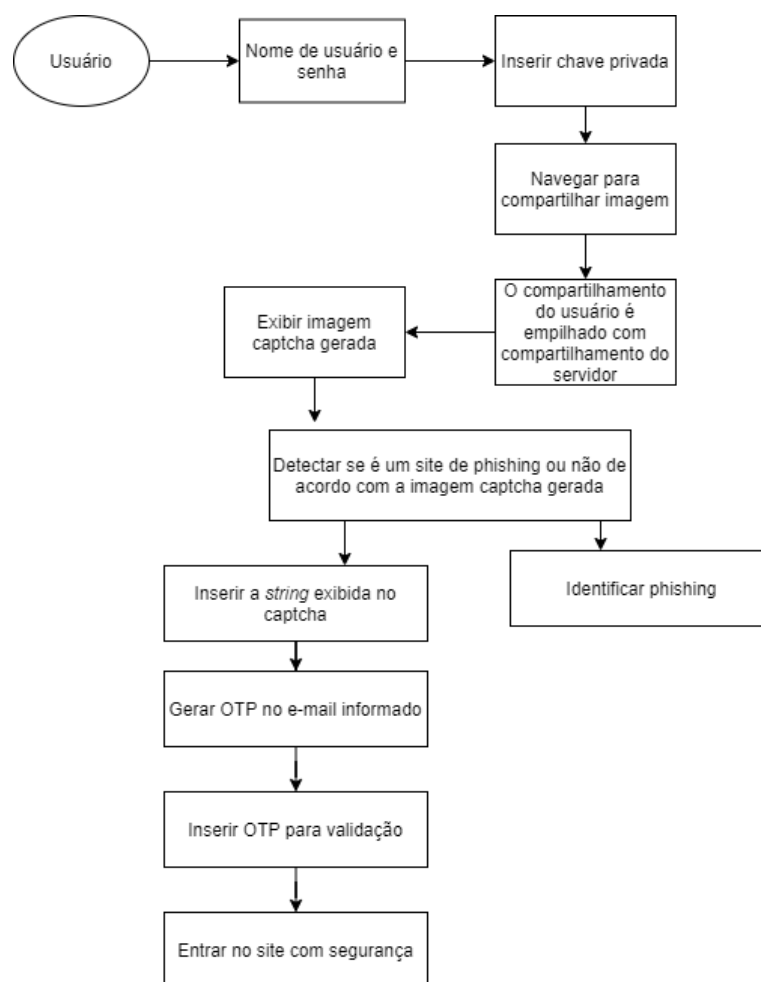 Usuário
Nome de usuário e
senha
Inserir chave privada
Navegar para
compartilhar imagem
O compartilhamento
do usuário é
empilhado com
compartilhamento do
servidor
Exibir imagem
captcha gerada
Detectar se é um site de phishing ou não de
acordo com a imagem captcha gerada
Inserir a string exibida no
captcha
Identificar phishing
Gerar OTP no e-mail informado
Inserir OTP para validação
Entrar no site com segurança